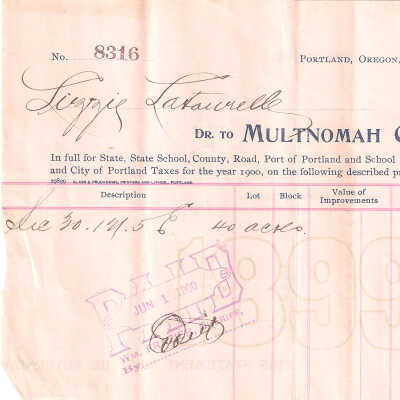 No. 8316
PORTLAND, OREGON,
Lizzie Latourelle
DR. TO MULTNOMAH C
In full for State, State School, County, Road, Port of Portland and School
and City of Portland Taxes for the year 1900, on the following described pr
Description Lot Block Value of Improvements
Sec 30. 1 N. 5 E. 40 acres.
PAID
JUN 1 1900
By
1899